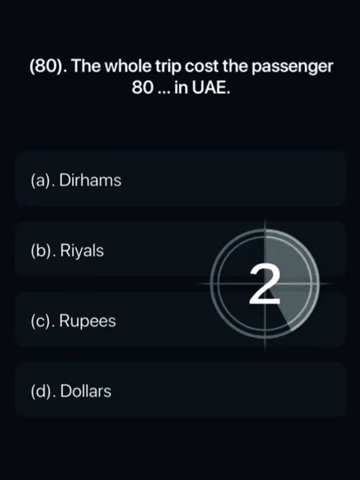 (80). The whole trip cost the passenger
80 ... in UAE.
(a). Dirhams
(b). Riyals
2
(c). Rupees
(d). Dollars